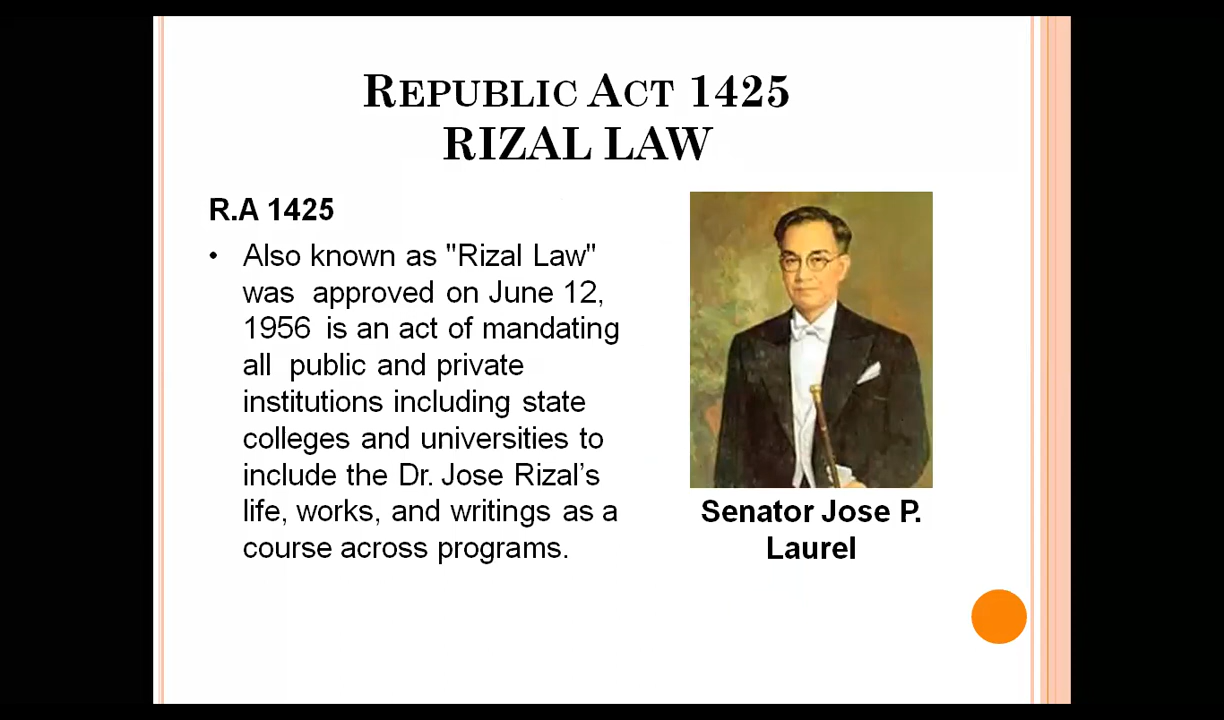 REPUBLIC ACT 1425
RIZAL LAW
R.A 1425
• Also known as "Rizal Law"
was approved on June 12,
1956 is an act of mandating
all public and private
institutions including state
colleges and universities to
include the Dr. Jose Rizal’s
life, works, and writings as a
course across programs.
Senator Jose P.
Laurel